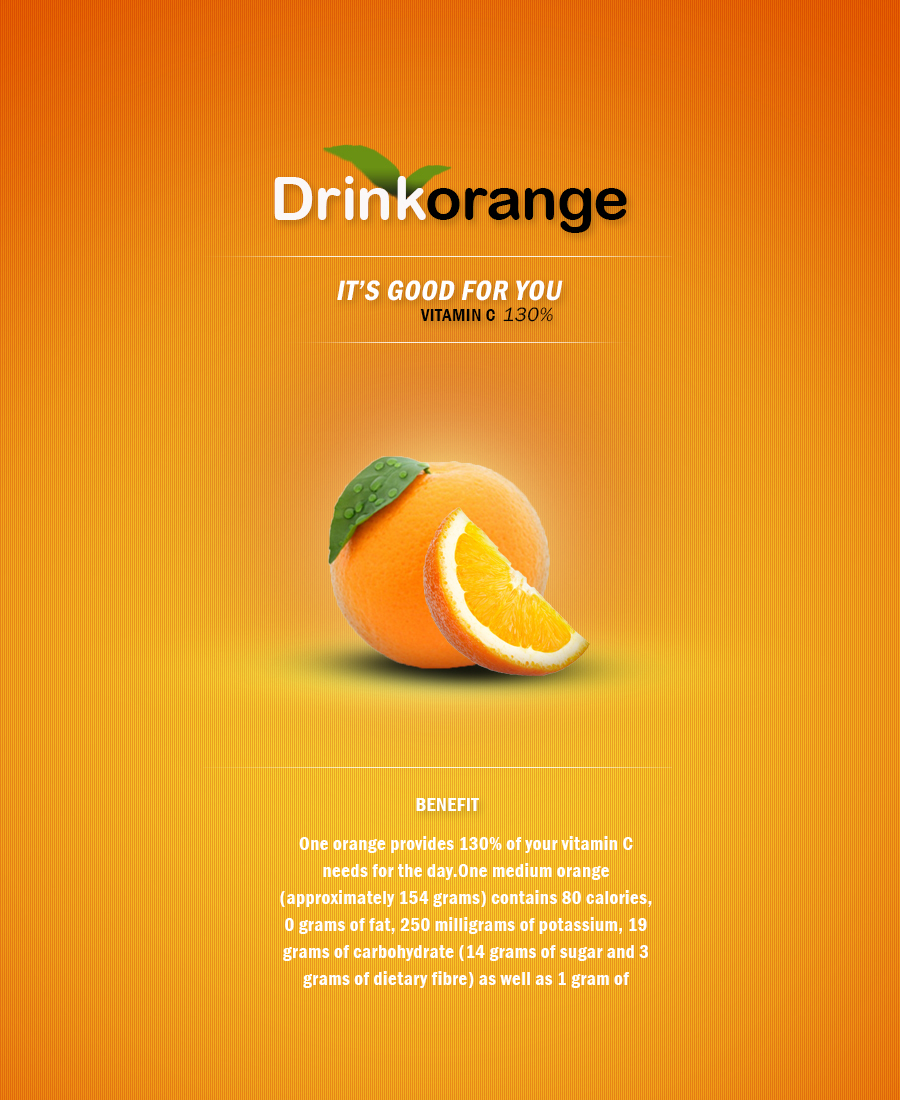 Drinkorange
IT'S GOOD FOR YOU
VITAMIN C 130%
BENEFIT
One orange provides 130% of your vitamin C
needs for the day.One medium orange
(approximately 154 grams) contains 80 calories,
0 grams of fat, 250 milligrams of potassium, 19
grams of carbohydrate (14 grams of sugar and 3
grams of dietary fibre) as well as 1 gram of